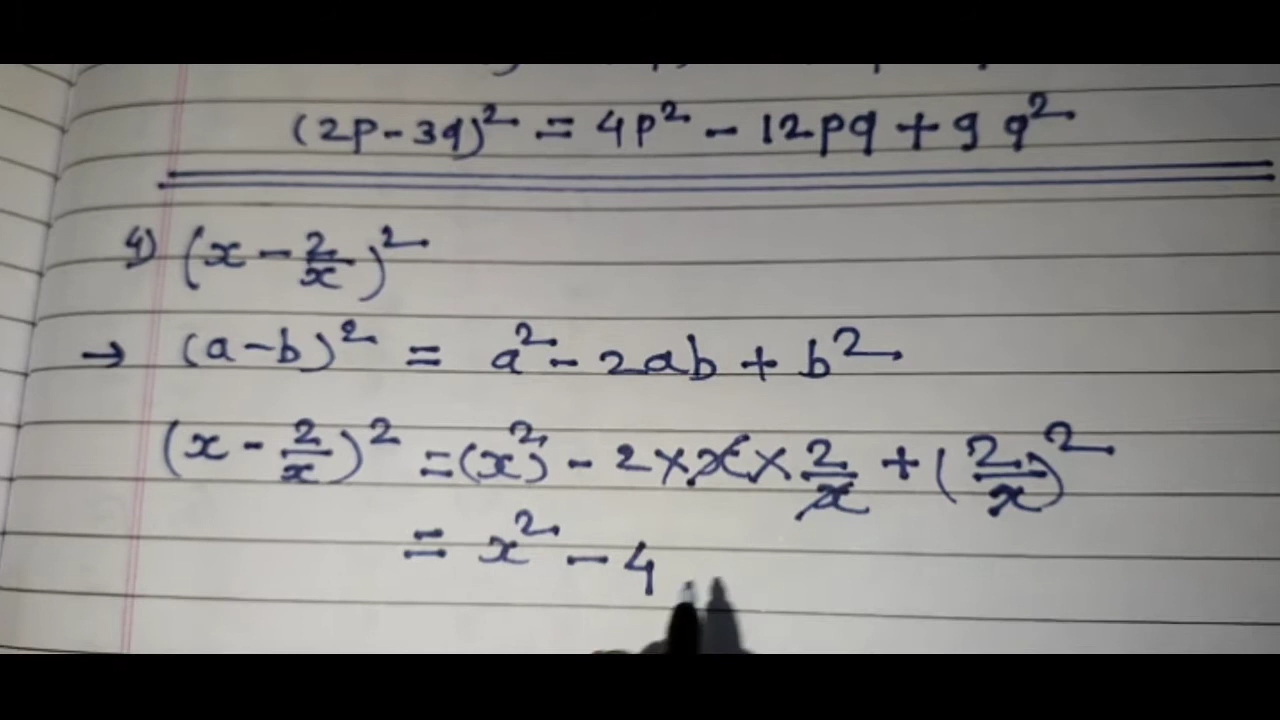 (2p-3q)² = 4p² - 12pq + 9q²
4) (x - 2/x)²
→ (a-b)² = a² - 2ab + b²
(x - 2/x)² = (x²) - 2 × x × 2/x + (2/x)²
= x² - 4